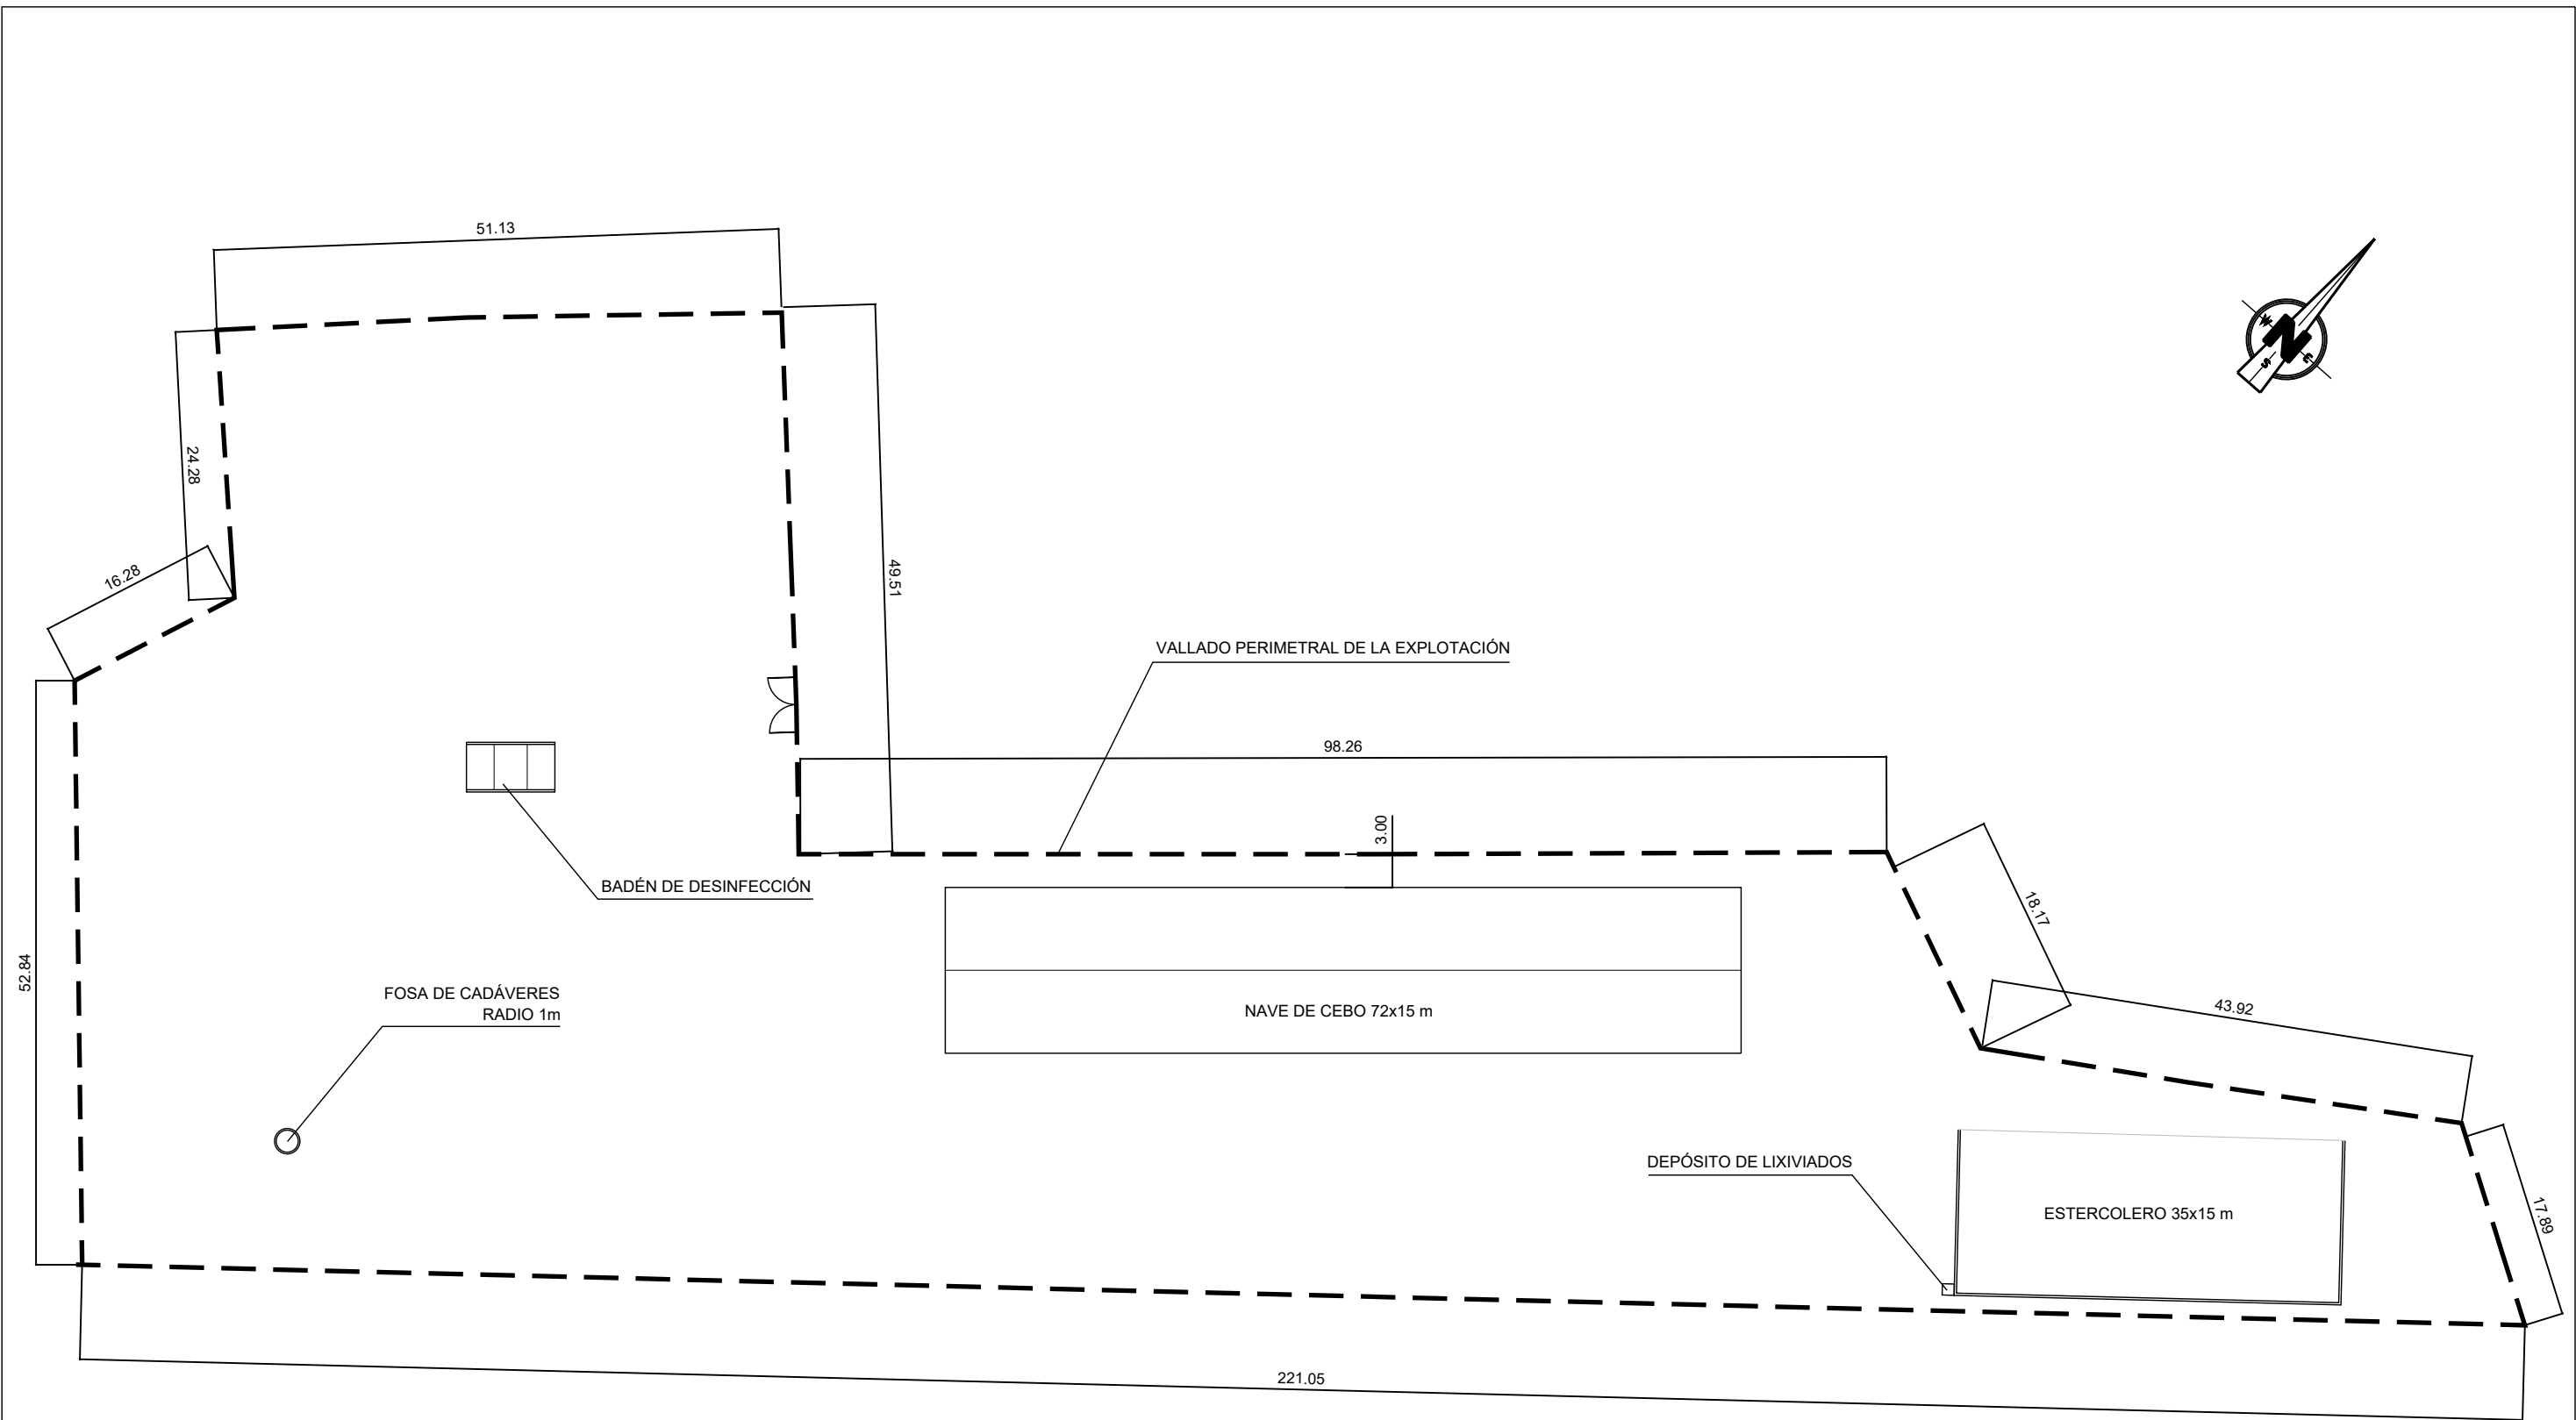 51.13
24.28
16.28
49.51
N
W
S
E
VALLADO PERIMETRAL DE LA EXPLOTACIÓN
98.26
3.00
BADÉN DE DESINFECCIÓN
18.17
52.84
FOSA DE CADÁVERES
RADIO 1m
NAVE DE CEBO 72x15 m
43.92
DEPÓSITO DE LIXIVIADOS
ESTERCOLERO 35x15 m
17.89
221.05